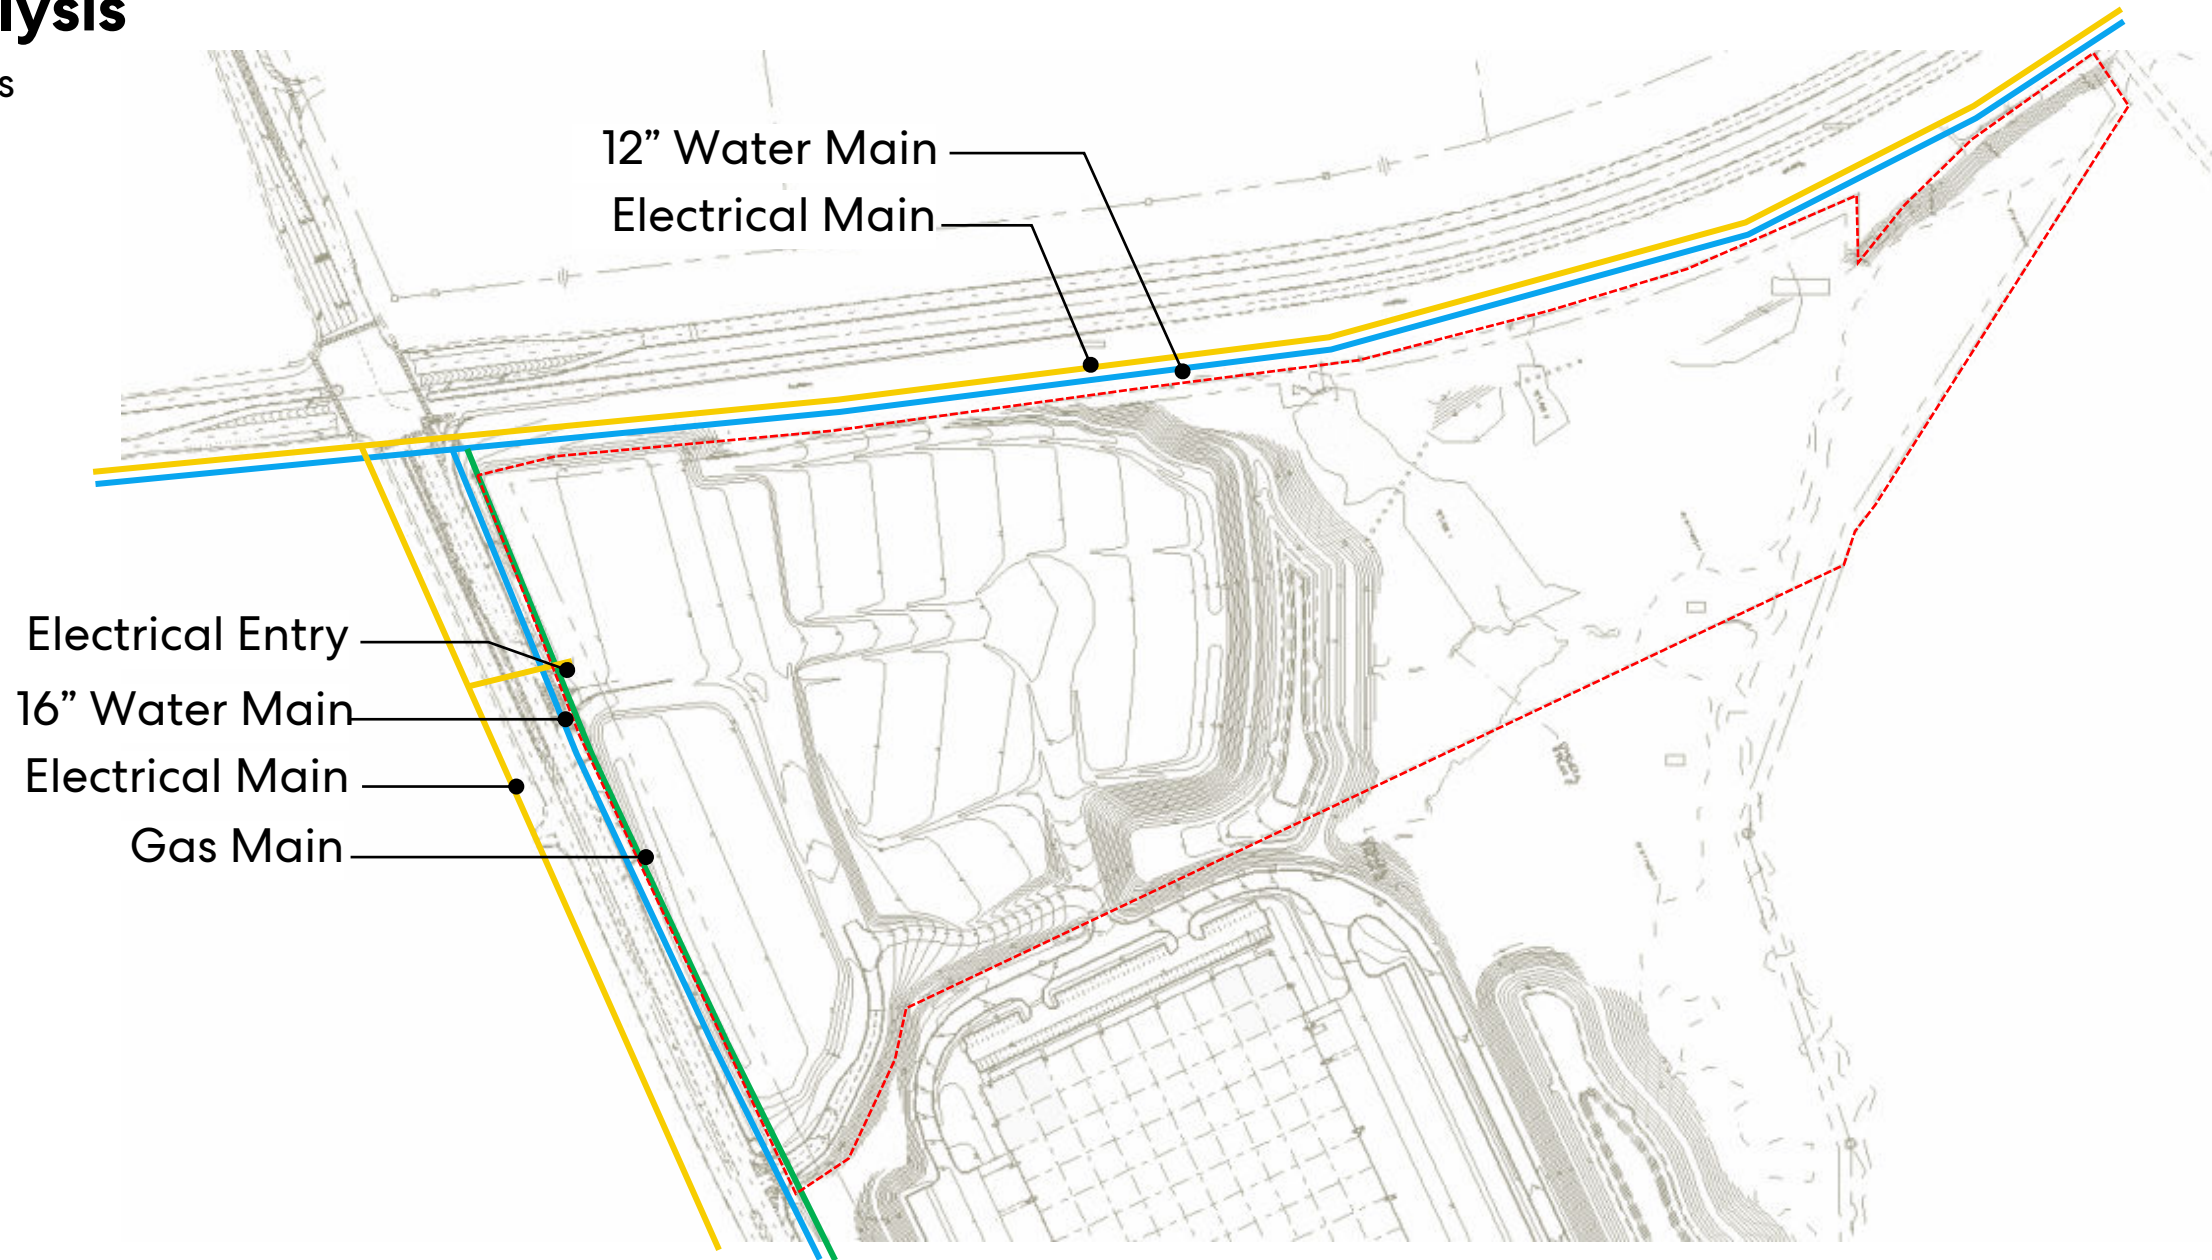 lysis
s
12” Water Main
Electrical Main
Electrical Entry
16” Water Main
Electrical Main
Gas Main